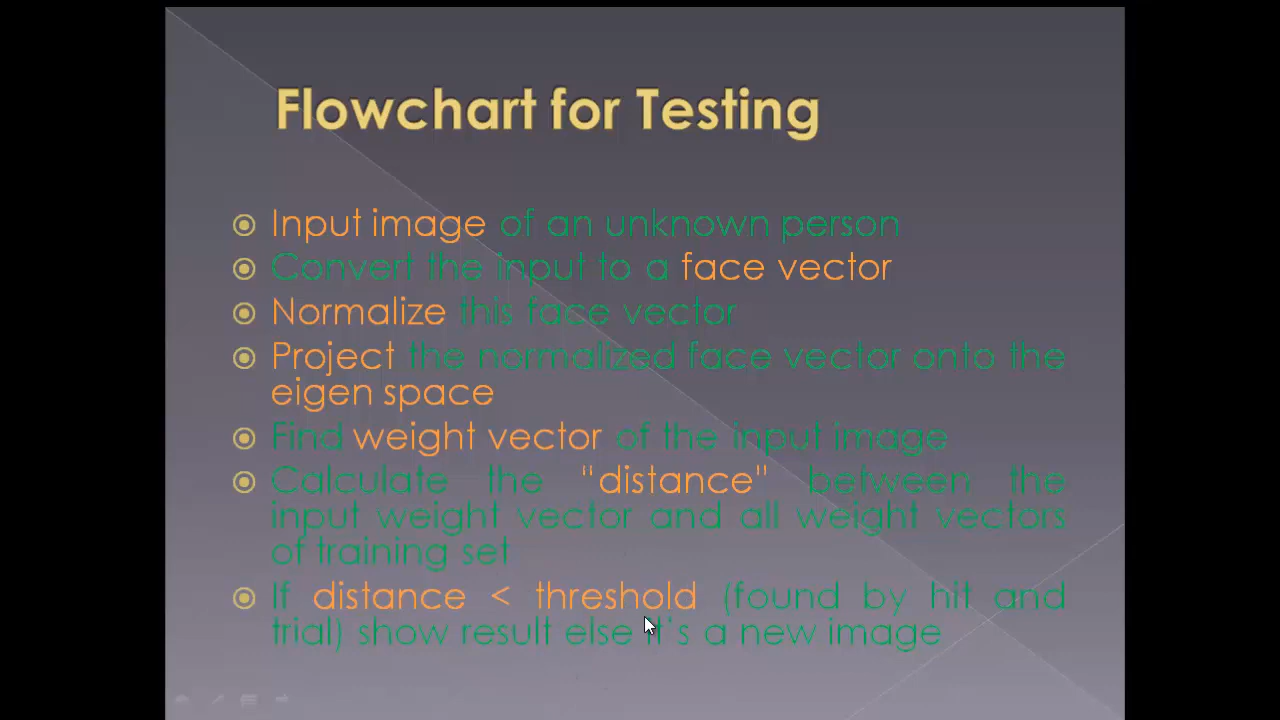 Flowchart for Testing
Input image of an unknown person
Convert the input to a face vector
Normalize this face vector
Project the normalized face vector onto the
eigen space
Find weight vector of the input image
Calculate the "distance" between the
input weight vector and all weight vectors
of training set
If distance < threshold (found by hit and
trial) show result else it's a new image